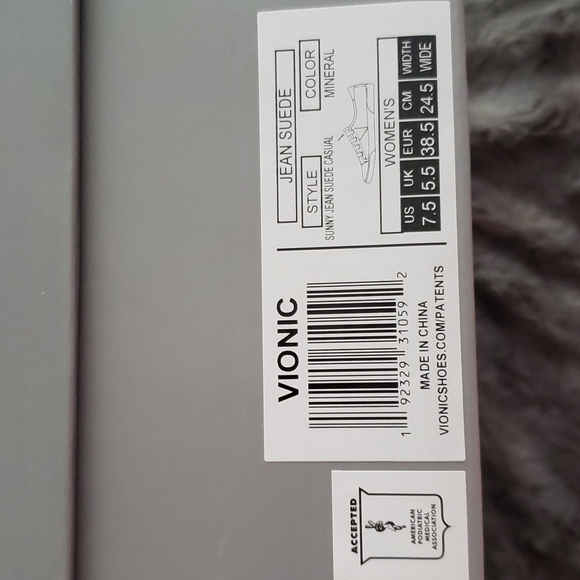 JEAN SUEDE
STYLE COLOR
SUNNY JEAN SUEDE CASUAL MINERAL
WOMEN'S
US UK EUR CM WIDTH
7.5 5.5 38.5 24.5 WIDE
VIONIC
1 92329 31059 2
MADE IN CHINA
VIONICSHOES.COM/PATENTS
ACCEPTED
AMERICAN
PODIATRIC
MEDICAL
ASSOCIATION